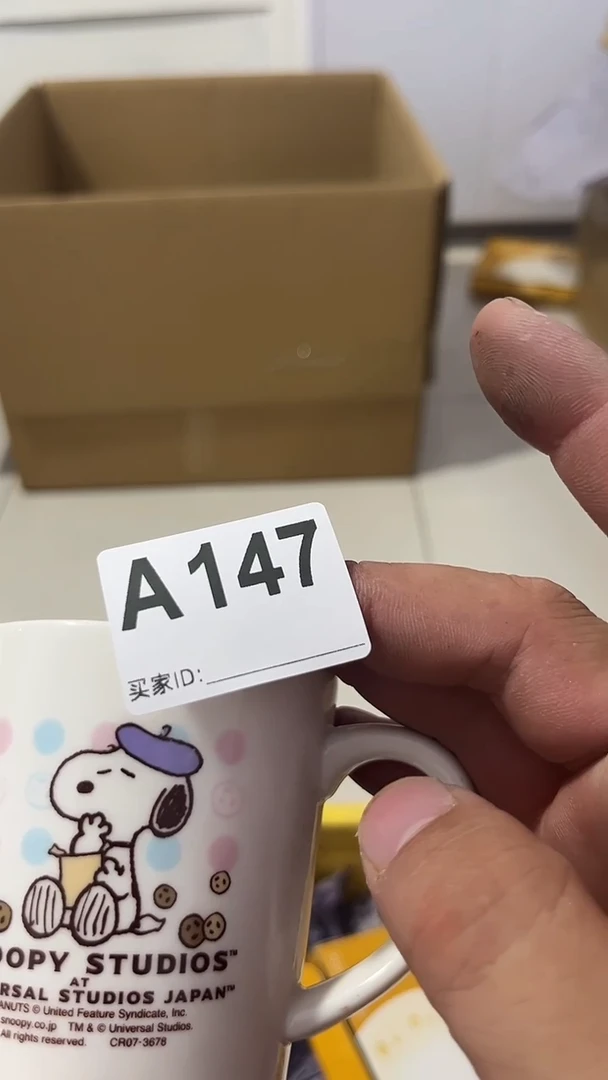 A147
买家ID:
OOPY STUDIOS™
AT
RSAL STUDIOS JAPAN™
ANUTS © United Feature Syndicate, Inc.
snoopy.co.jp TM & © Universal Studios.
All rights reserved. CR07-3678